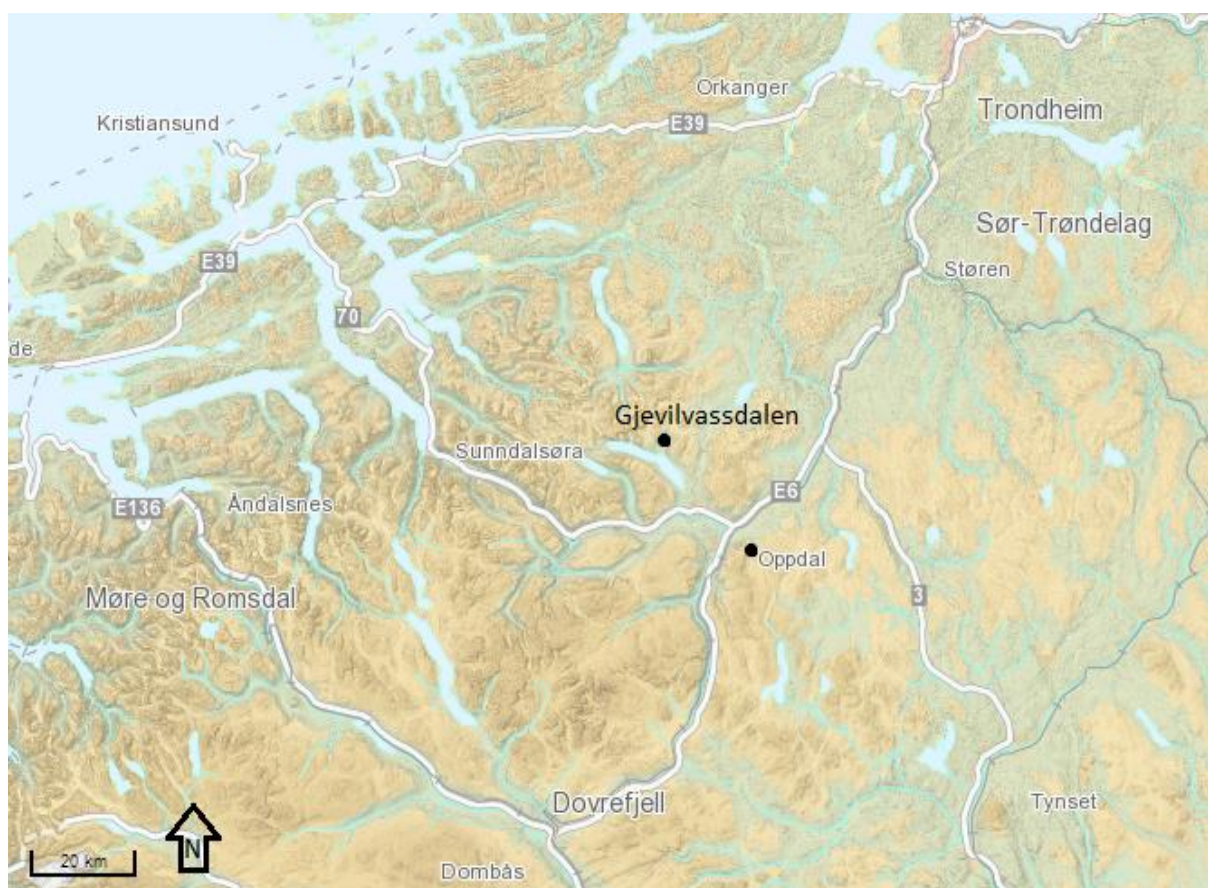 Orkanger
Kristiansund
E39
Trondheim
Sør-Trøndelag
E39
Støren
70
de
Gjevilvassdalen
Sunndalsøra
E6
E136
Åndalsnes
Oppdal
Møre og Romsdal
3
Dovrefjell
Tynset
N
20 km
Dombås